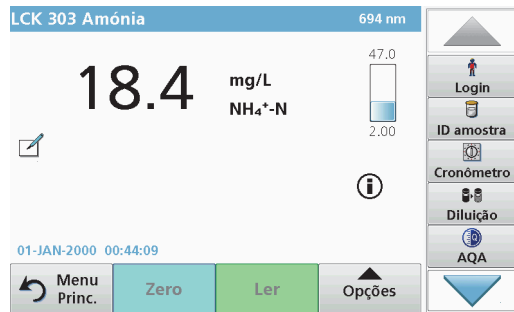 LCK 303 Amónia 694 nm
47.0
18.4 mg/L
NH₄⁺-N
2.00
i
01-JAN-2000 00:44:09
Menu Princ.
Zero
Ler
Opções
Login
ID amostra
Cronômetro
Diluição
AQA